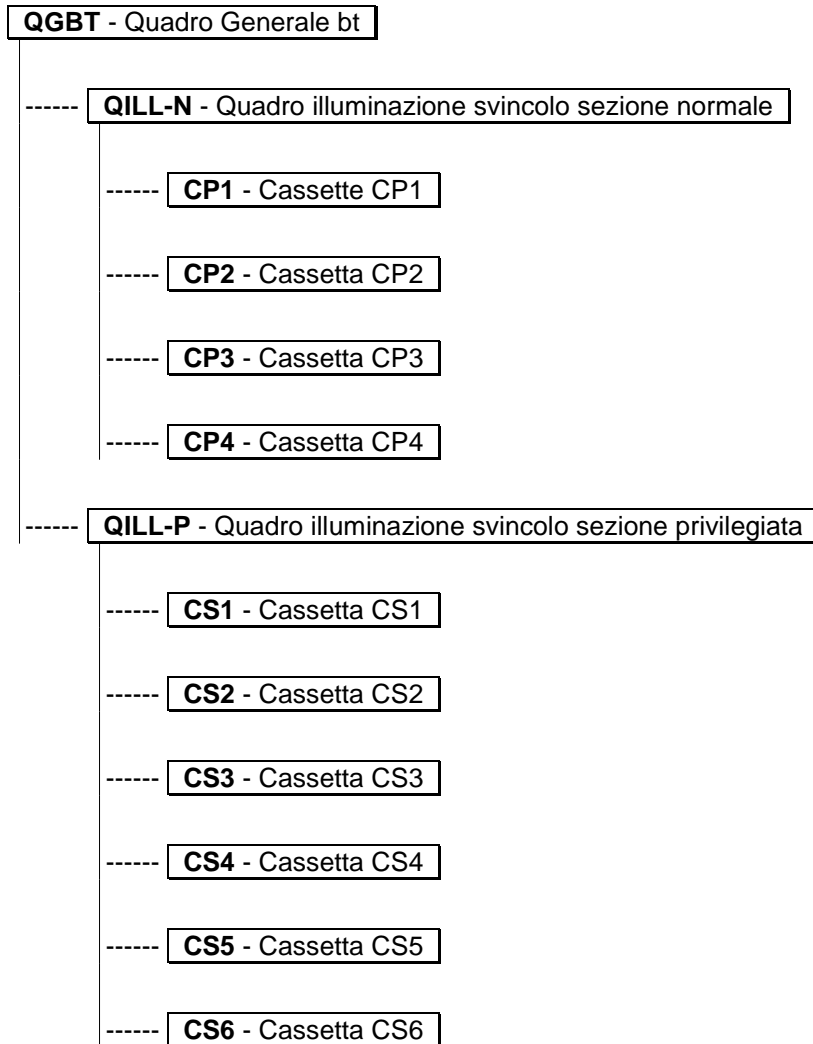 QGBT - Quadro Generale bt
------ QILL-N - Quadro illuminazione svincolo sezione normale
------ CP1 - Cassette CP1
------ CP2 - Cassetta CP2
------ CP3 - Cassetta CP3
------ CP4 - Cassetta CP4
------ QILL-P - Quadro illuminazione svincolo sezione privilegiata
------ CS1 - Cassetta CS1
------ CS2 - Cassetta CS2
------ CS3 - Cassetta CS3
------ CS4 - Cassetta CS4
------ CS5 - Cassetta CS5
------ CS6 - Cassetta CS6